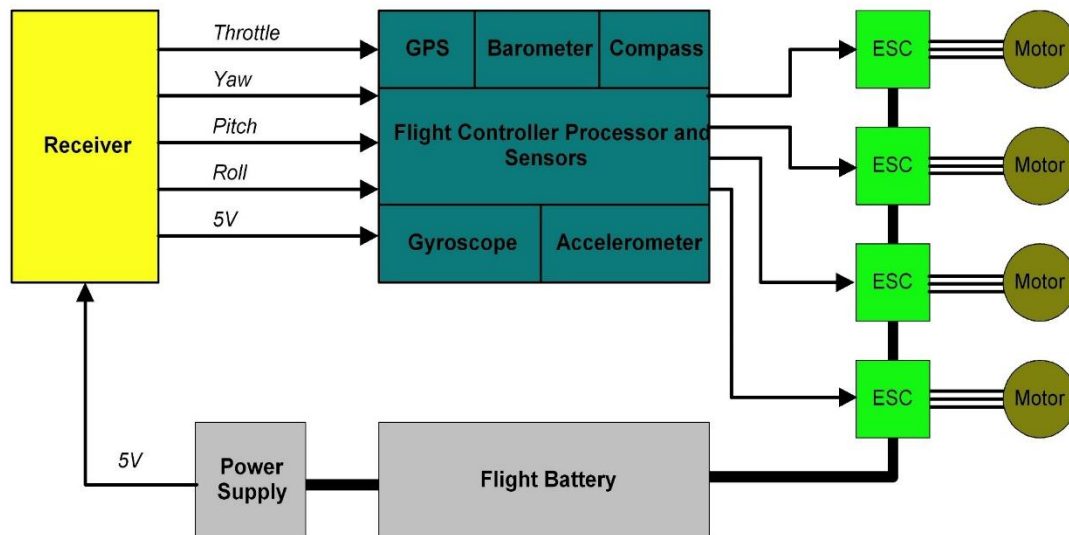 Throttle
Yaw
Pitch
Roll
5V
Receiver
GPS
Barometer
Compass
Flight Controller Processor and
Sensors
Gyroscope
Accelerometer
ESC
Motor
ESC
Motor
ESC
Motor
ESC
Motor
5V
Power
Supply
Flight Battery